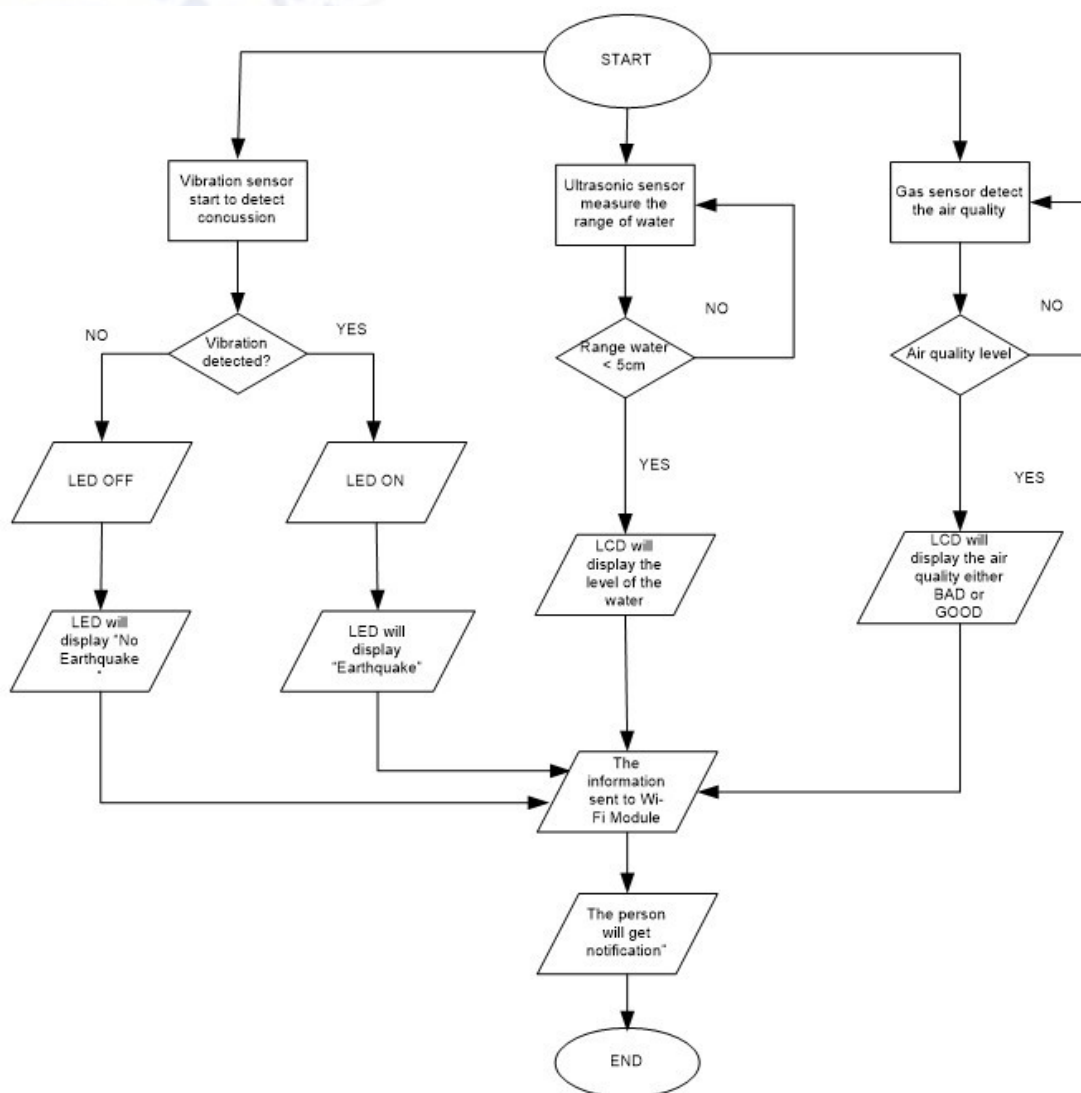 START
Vibration sensor
start to detect
concussion
Ultrasonic sensor
measure the
range of water
Gas sensor detect
the air quality
NO
Vibration
detected?
YES
NO
Range water
< 5cm
NO
Air quality level
LED OFF
LED ON
YES
YES
LCD will
display the
level of the
water
LCD will
display the air
quality either
BAD or
GOOD
LED will
display “No
Earthquake
“
LED will
display
“Earthquake”
The
information
sent to Wi-
Fi Module
The person
will get
notification”
END